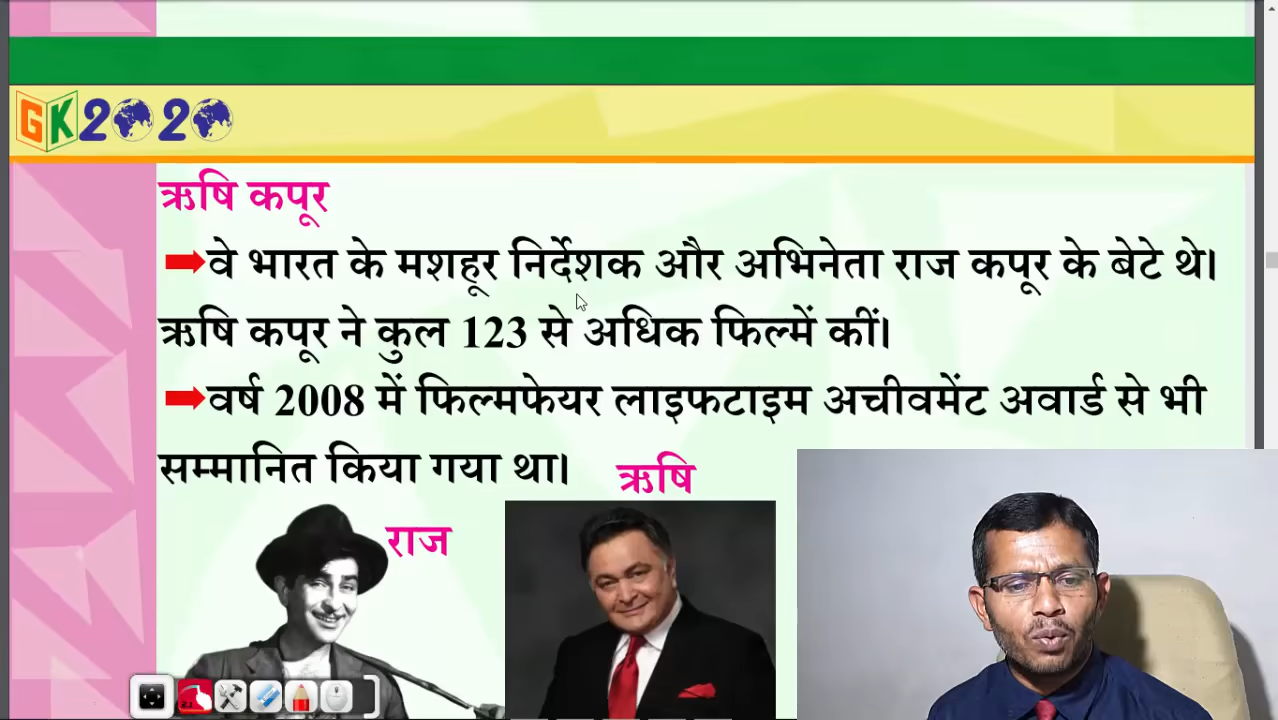 GK2020
ऋषि कपूर
वे भारत के मशहूर निर्देशक और अभिनेता राज कपूर के बेटे थे।
ऋषि कपूर ने कुल 123 से अधिक फिल्में कीं।
वर्ष 2008 में फिल्मफेयर लाइफटाइम अचीवमेंट अवार्ड से भी
सम्मानित किया गया था।
ऋषि
राज